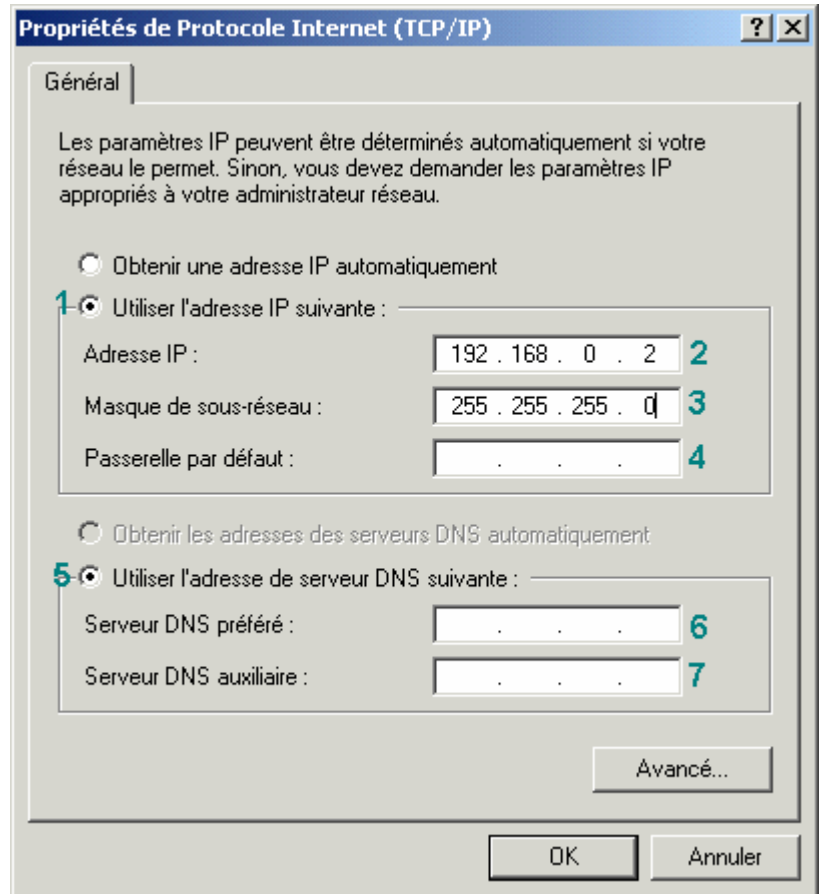 Propriétés de Protocole Internet (TCP/IP)
Général
Les paramètres IP peuvent être déterminés automatiquement si votre
réseau le permet. Sinon, vous devez demander les paramètres IP
appropriés à votre administrateur réseau.
Obtenir une adresse IP automatiquement
1 Utiliser l'adresse IP suivante :
Adresse IP : 192 . 168 . 0 . 2 2
Masque de sous-réseau : 255 . 255 . 255 . 0 3
Passerelle par défaut : . . . 4
Obtenir les adresses des serveurs DNS automatiquement
5 Utiliser l'adresse de serveur DNS suivante :
Serveur DNS préféré : . . . 6
Serveur DNS auxiliaire : . . . 7
Avancé...
OK Annuler